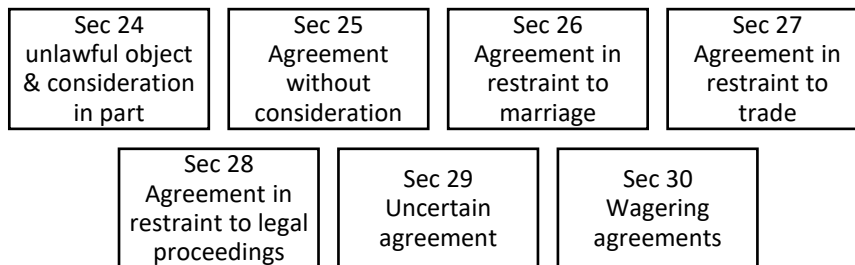 Sec 24
unlawful object
& consideration
in part
Sec 25
Agreement
without
consideration
Sec 26
Agreement in
restraint to
marriage
Sec 27
Agreement in
restraint to
trade
Sec 28
Agreement in
restraint to legal
proceedings
Sec 29
Uncertain
agreement
Sec 30
Wagering
agreements